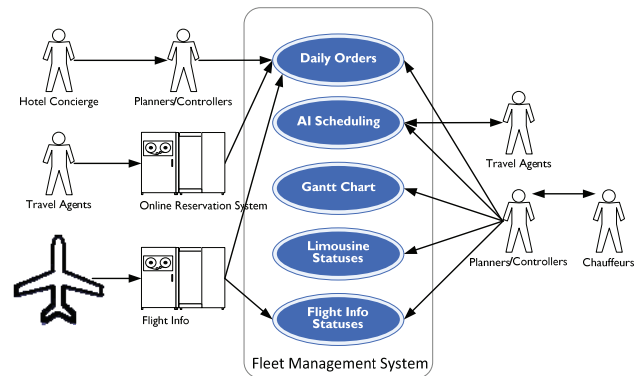 Daily Orders
Hotel Concierge
Planners/Controllers
AI Scheduling
Travel Agents
Travel Agents
Online Reservation System
Gantt Chart
Limousine
Statuses
Planners/Controllers
Chauffeurs
Flight Info
Flight Info
Statuses
Fleet Management System